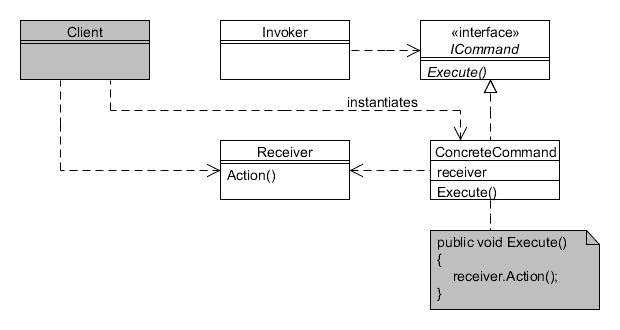 Client
Invoker
«interface»
ICommand
Execute()
instantiates
Receiver
Action()
ConcreteCommand
receiver
Execute()
public void Execute()
{
receiver.Action();
}